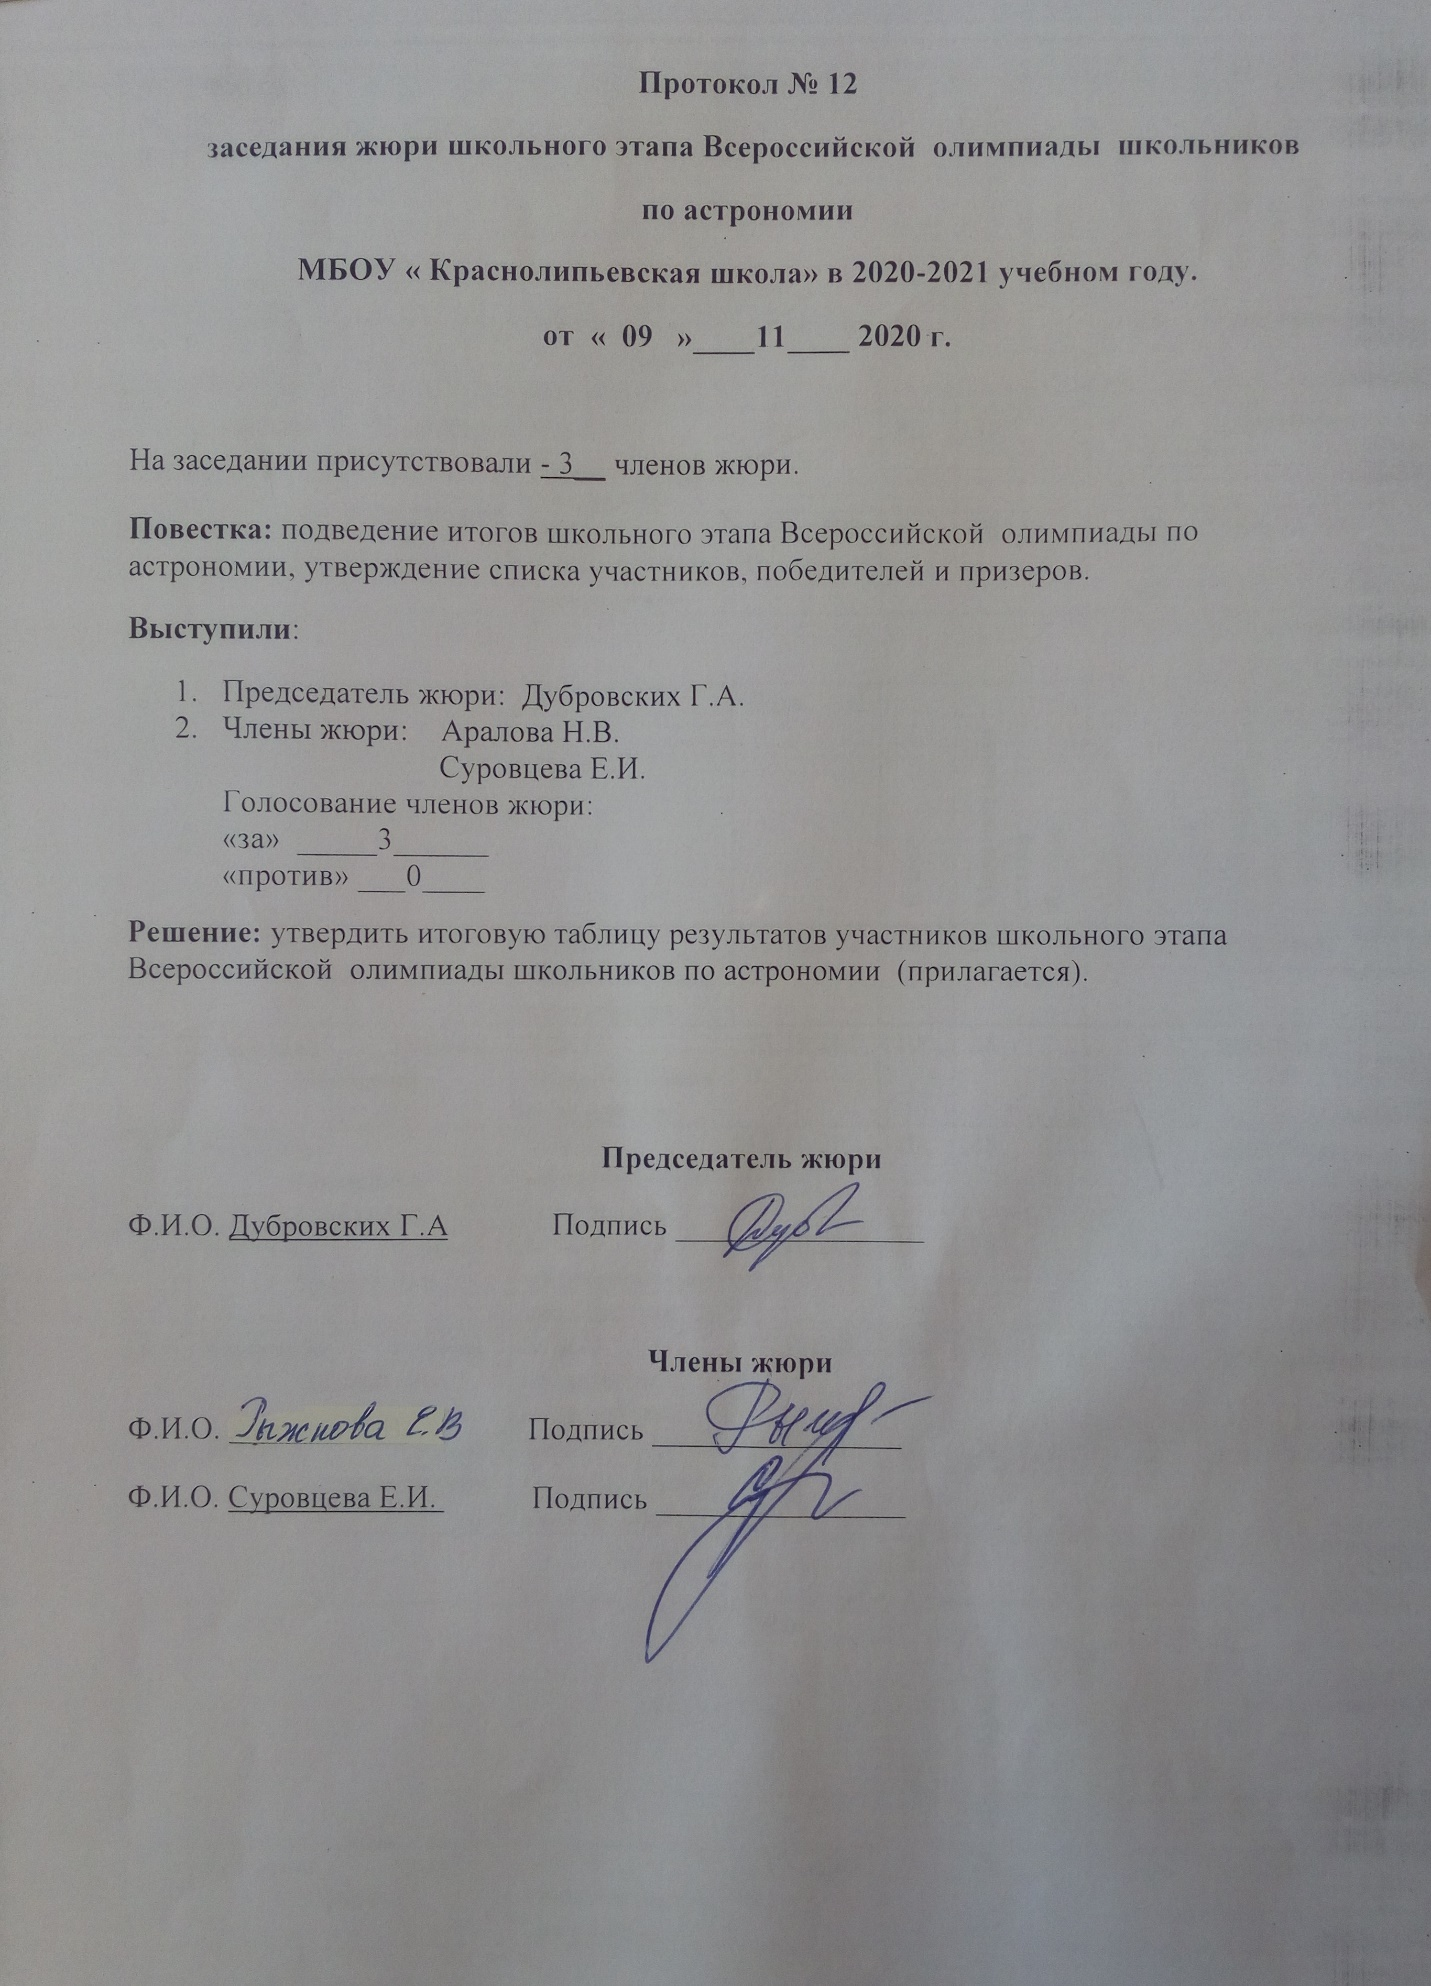 Протокол № 12
заседания жюри школьного этапа Всероссийской олимпиады школьников
по астрономии
МБОУ « Краснолипьевская школа» в 2020-2021 учебном году.
от « 09 »____11____ 2020 г.
На заседании присутствовали - 3__ членов жюри.
Повестка: подведение итогов школьного этапа Всероссийской олимпиады по
астрономии, утверждение списка участников, победителей и призеров.
Выступили:
1. Председатель жюри: Дубровских Г.А.
2. Члены жюри: Аралова Н.В.
Суровцева Е.И.
Голосование членов жюри:
«за» _____3______
«против» ___0____
Решение: утвердить итоговую таблицу результатов участников школьного этапа
Всероссийской олимпиады школьников по астрономии (прилагается).
Председатель жюри
Ф.И.О. Дубровских Г.А Подпись
Члены жюри
Ф.И.О. Рыжкова Е.В Подпись
Ф.И.О. Суровцева Е.И. Подпись